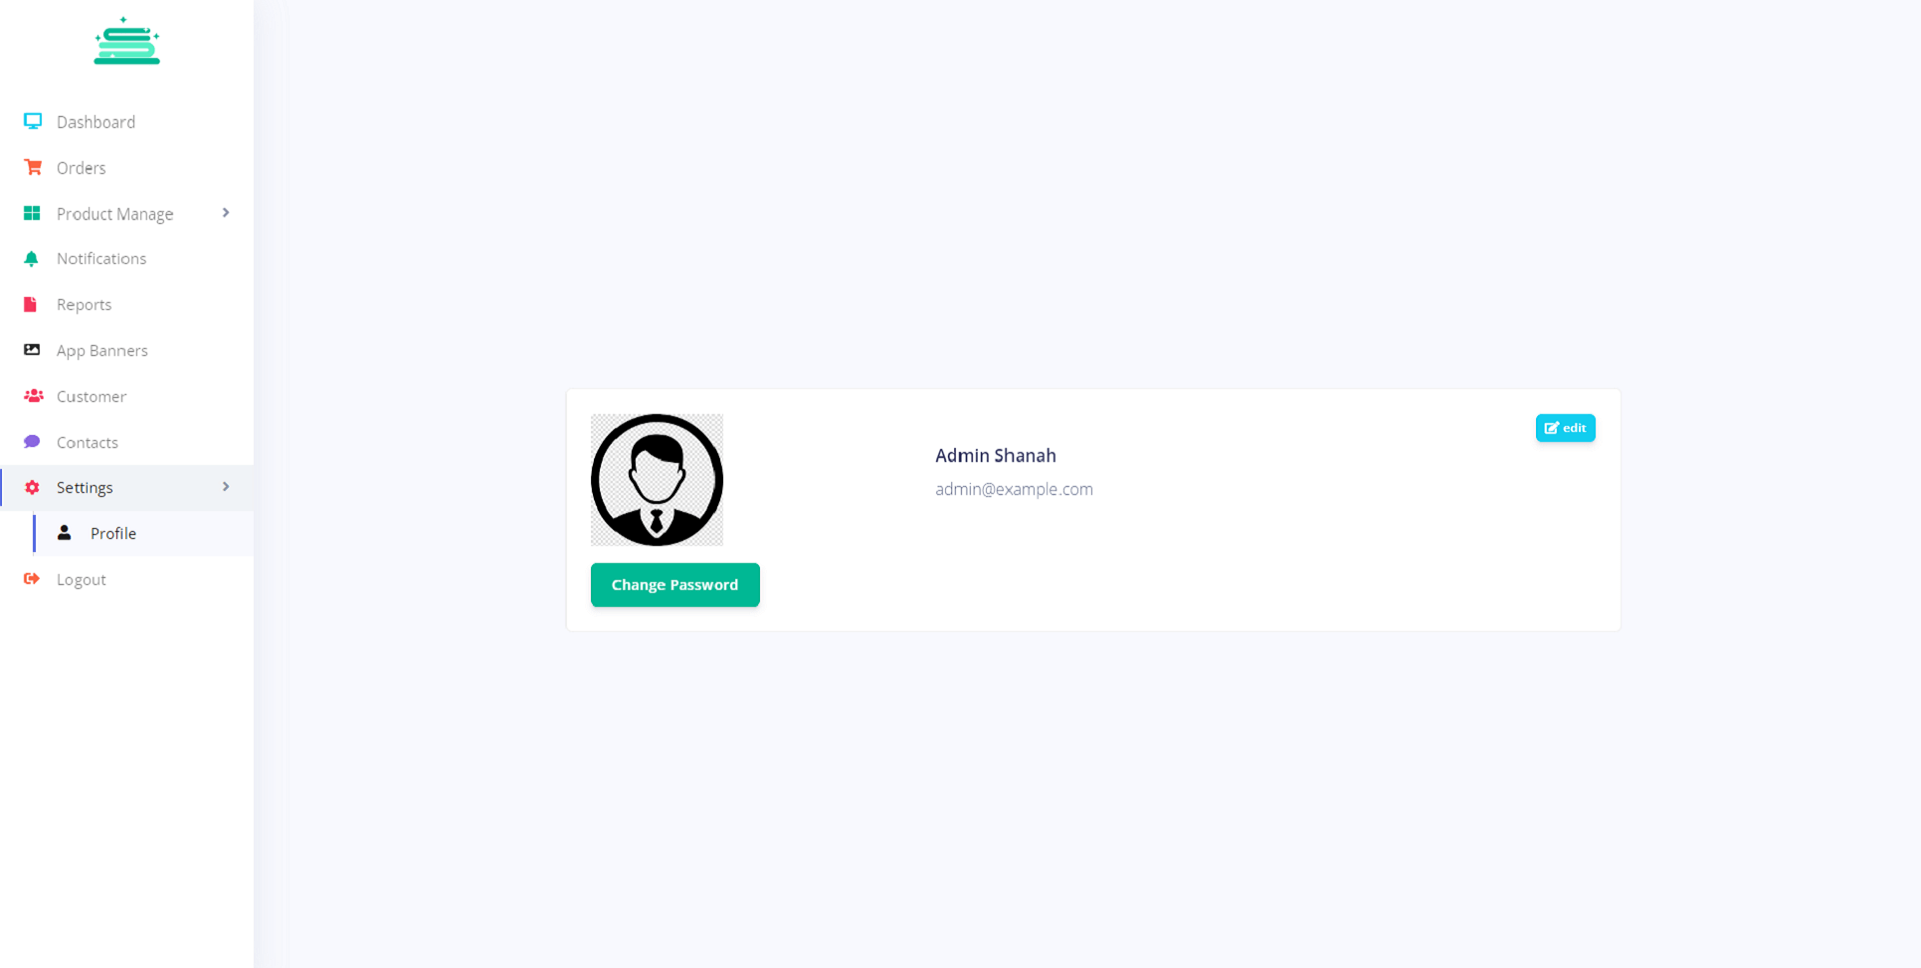 Dashboard
Orders
Product Manage
Notifications
Reports
App Banners
Customer
Contacts
Settings
Profile
Logout
edit
Admin Shanah
admin@example.com
Change Password